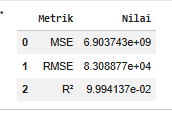 Metrik Nilai
0 MSE 6.903743e+09
1 RMSE 8.308877e+04
2 R² 9.994137e-02